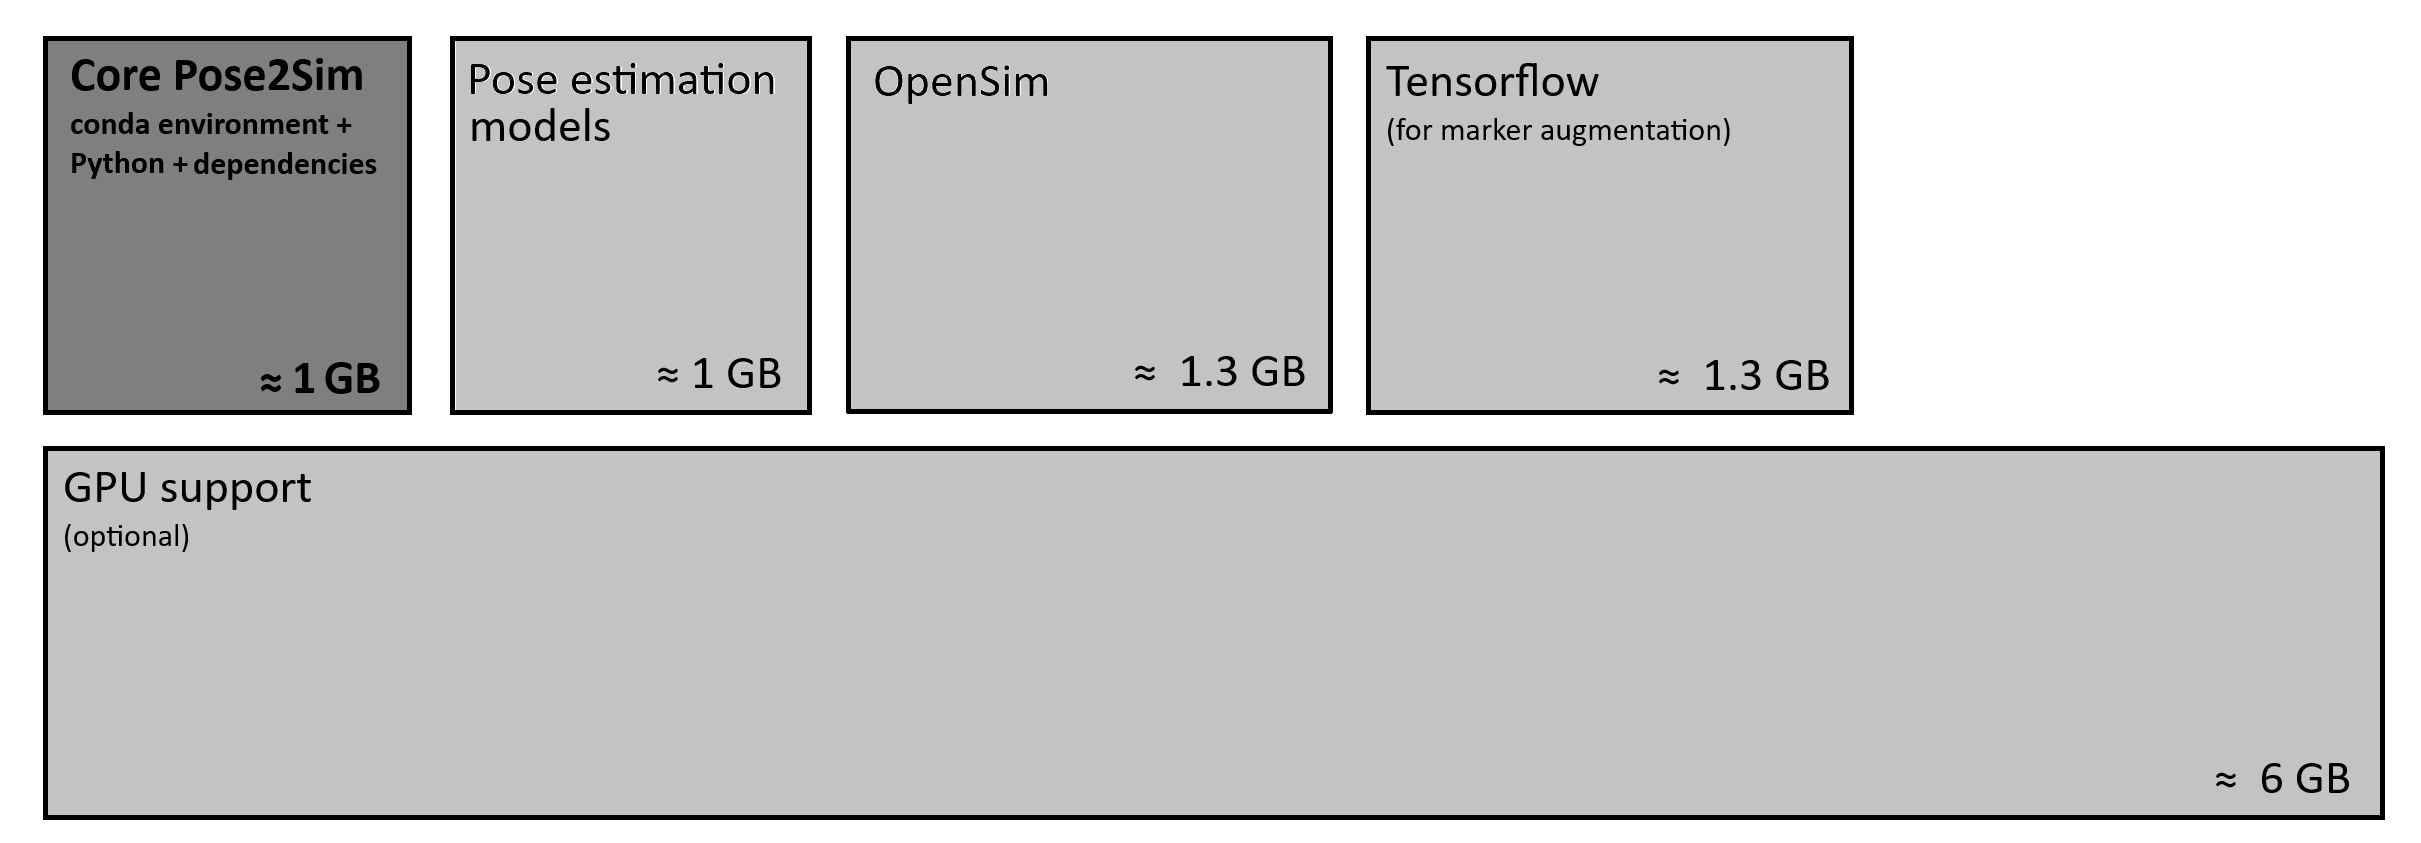 Core Pose2Sim
conda environment +
Python + dependencies
≈ 1 GB
Pose estimation
models
≈ 1 GB
OpenSim
≈ 1.3 GB
Tensorflow
(for marker augmentation)
≈ 1.3 GB
GPU support
(optional)
≈ 6 GB